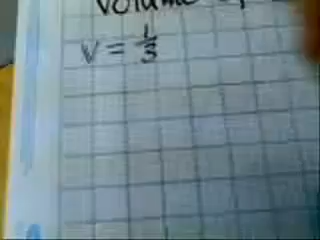 Volume
V = 1/3